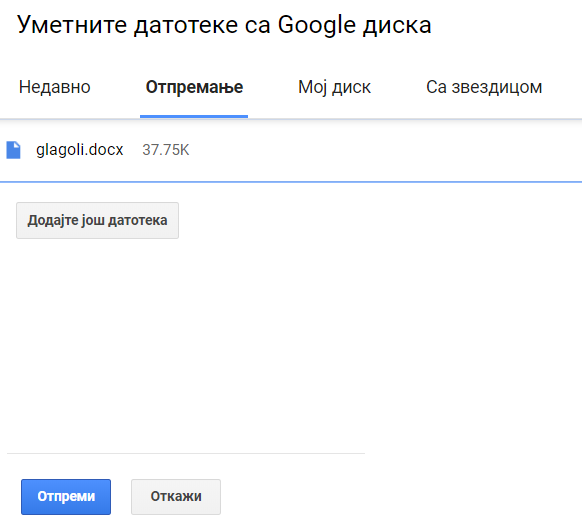 Уметните датотеке са Google диска
Недавно Отпремање Мој диск Са звездицом
glagoli.docx 37.75K
Додајте још датотека
Отпреми Откажи